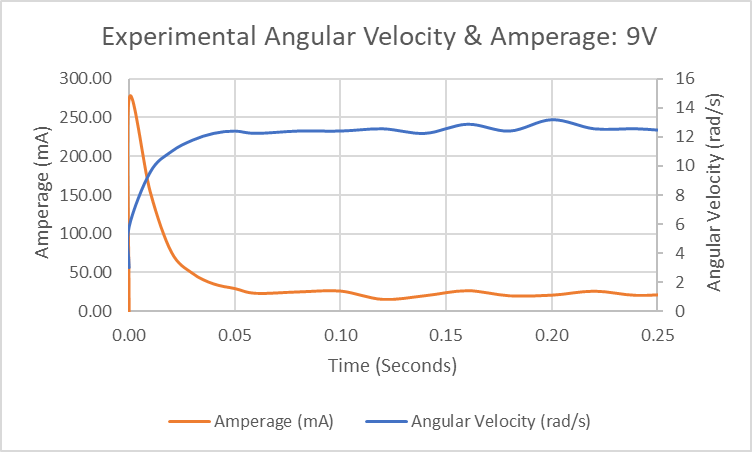 Experimental Angular Velocity & Amperage: 9V
300.00
250.00
200.00
150.00
100.00
50.00
0.00
Amperage (mA)
16
14
12
10
8
6
4
2
0
Angular Velocity (rad/s)
0.00 0.05 0.10 0.15 0.20 0.25
Time (Seconds)
Amperage (mA) Angular Velocity (rad/s)